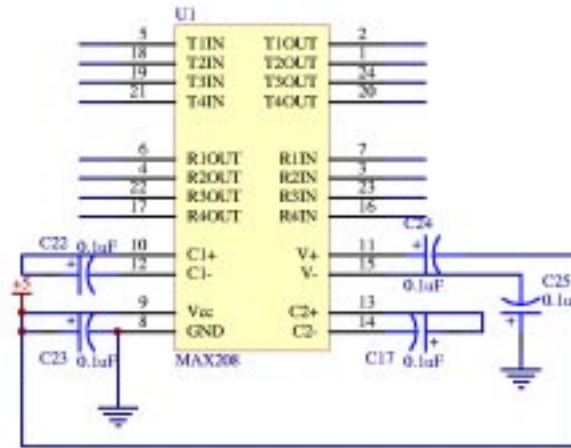 U1
5 T1IN T1OUT 2
18 T2IN T2OUT 1
19 T3IN T3OUT 24
21 T4IN T4OUT 20
6 R1OUT R1IN 7
4 R2OUT R2IN 3
22 R3OUT R3IN 23
17 R4OUT R4IN 16
C24
C22 0.1uF + 10 C1+ V+ 11 +
12 C1- V- 15
0.1uF
+5
C25
0.1u
+
9 Vcc C2+ 13
+ 8 GND C2- 14 +
C23 0.1uF MAX208 C17 0.1uF